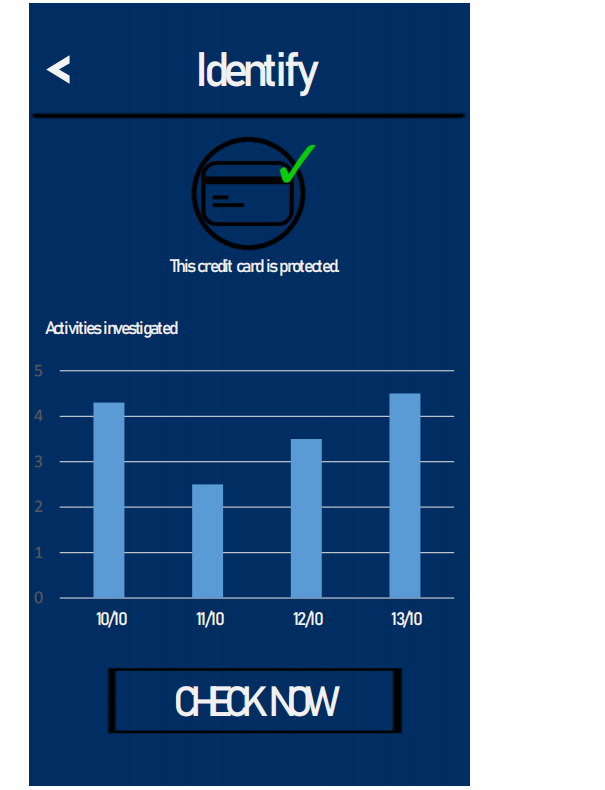 <
Identify
This credit card is protected.
Activities investigated
5
4
3
2
1
0
10/10 11/10 12/10 13/10
CHECK NOW